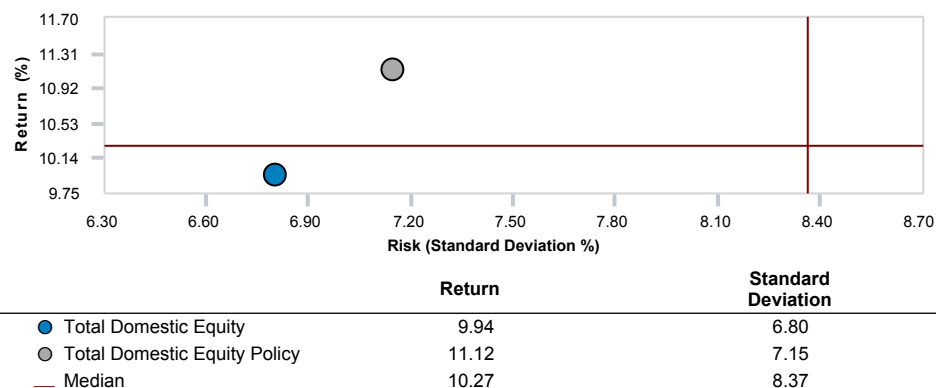 11.70
11.31
10.92
10.53
10.14
9.75
Return (%)
6.30 6.60 6.90 7.20 7.50 7.80 8.10 8.40 8.70
Risk (Standard Deviation %)
Return Standard Deviation
Total Domestic Equity 9.94 6.80
Total Domestic Equity Policy 11.12 7.15
Median 10.27 8.37